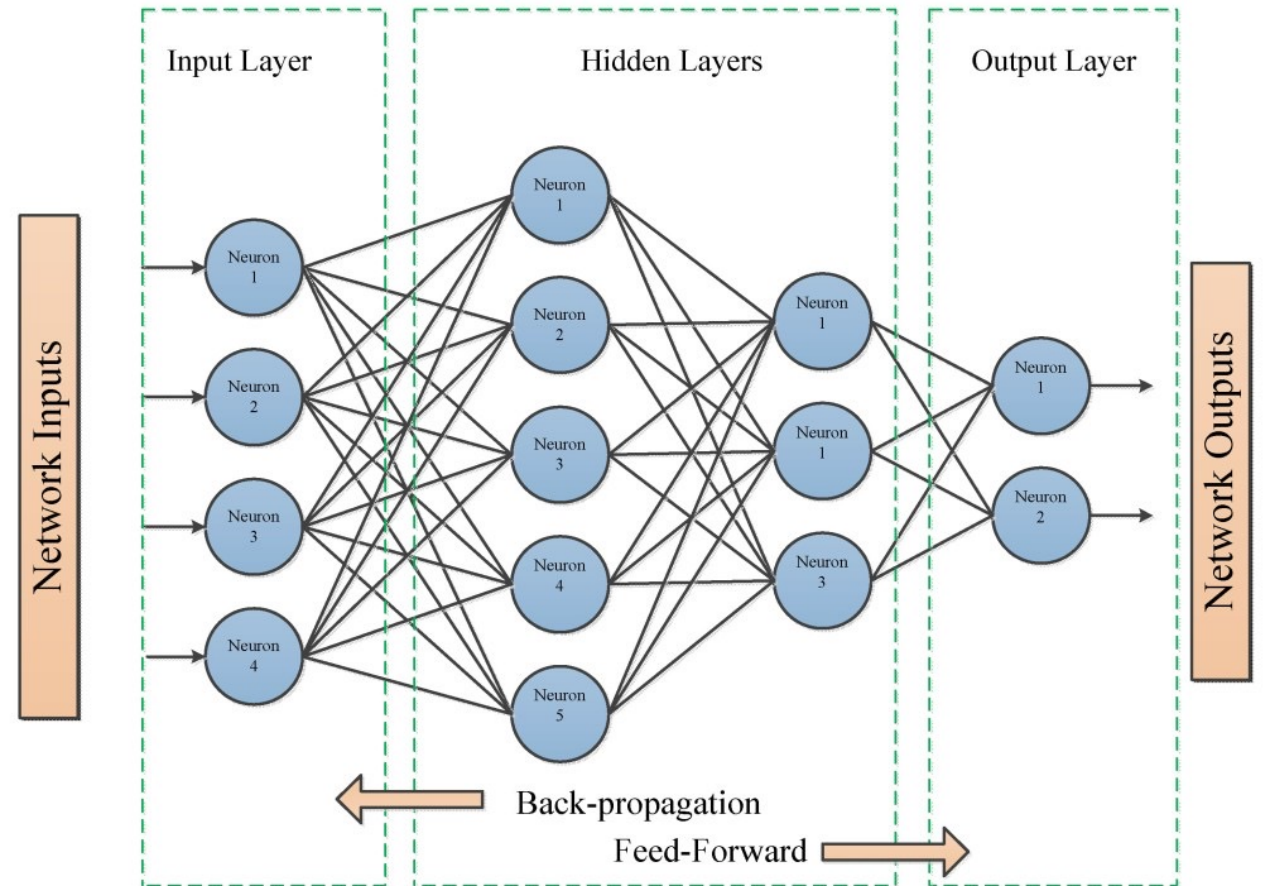 Input Layer
Hidden Layers
Output Layer
Network Inputs
Neuron
1
Neuron
2
Neuron
3
Neuron
4
Neuron
1
Neuron
2
Neuron
3
Neuron
4
Neuron
5
Neuron
1
Neuron
1
Neuron
3
Neuron
1
Neuron
2
Network Outputs
Back-propagation
Feed-Forward